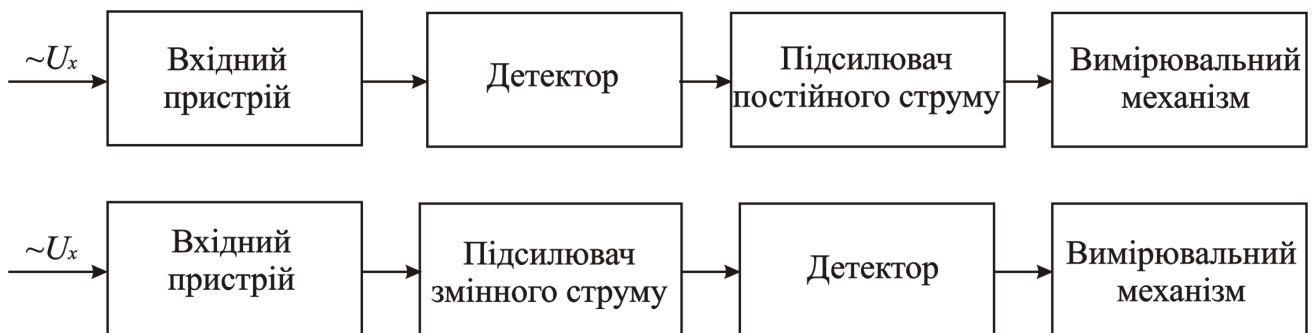 ~Uₓ
Вхідний
пристрій
Детектор
Підсилювач
постійного струму
Вимірювальний
механізм
~Uₓ
Вхідний
пристрій
Підсилювач
змінного струму
Детектор
Вимірювальний
механізм